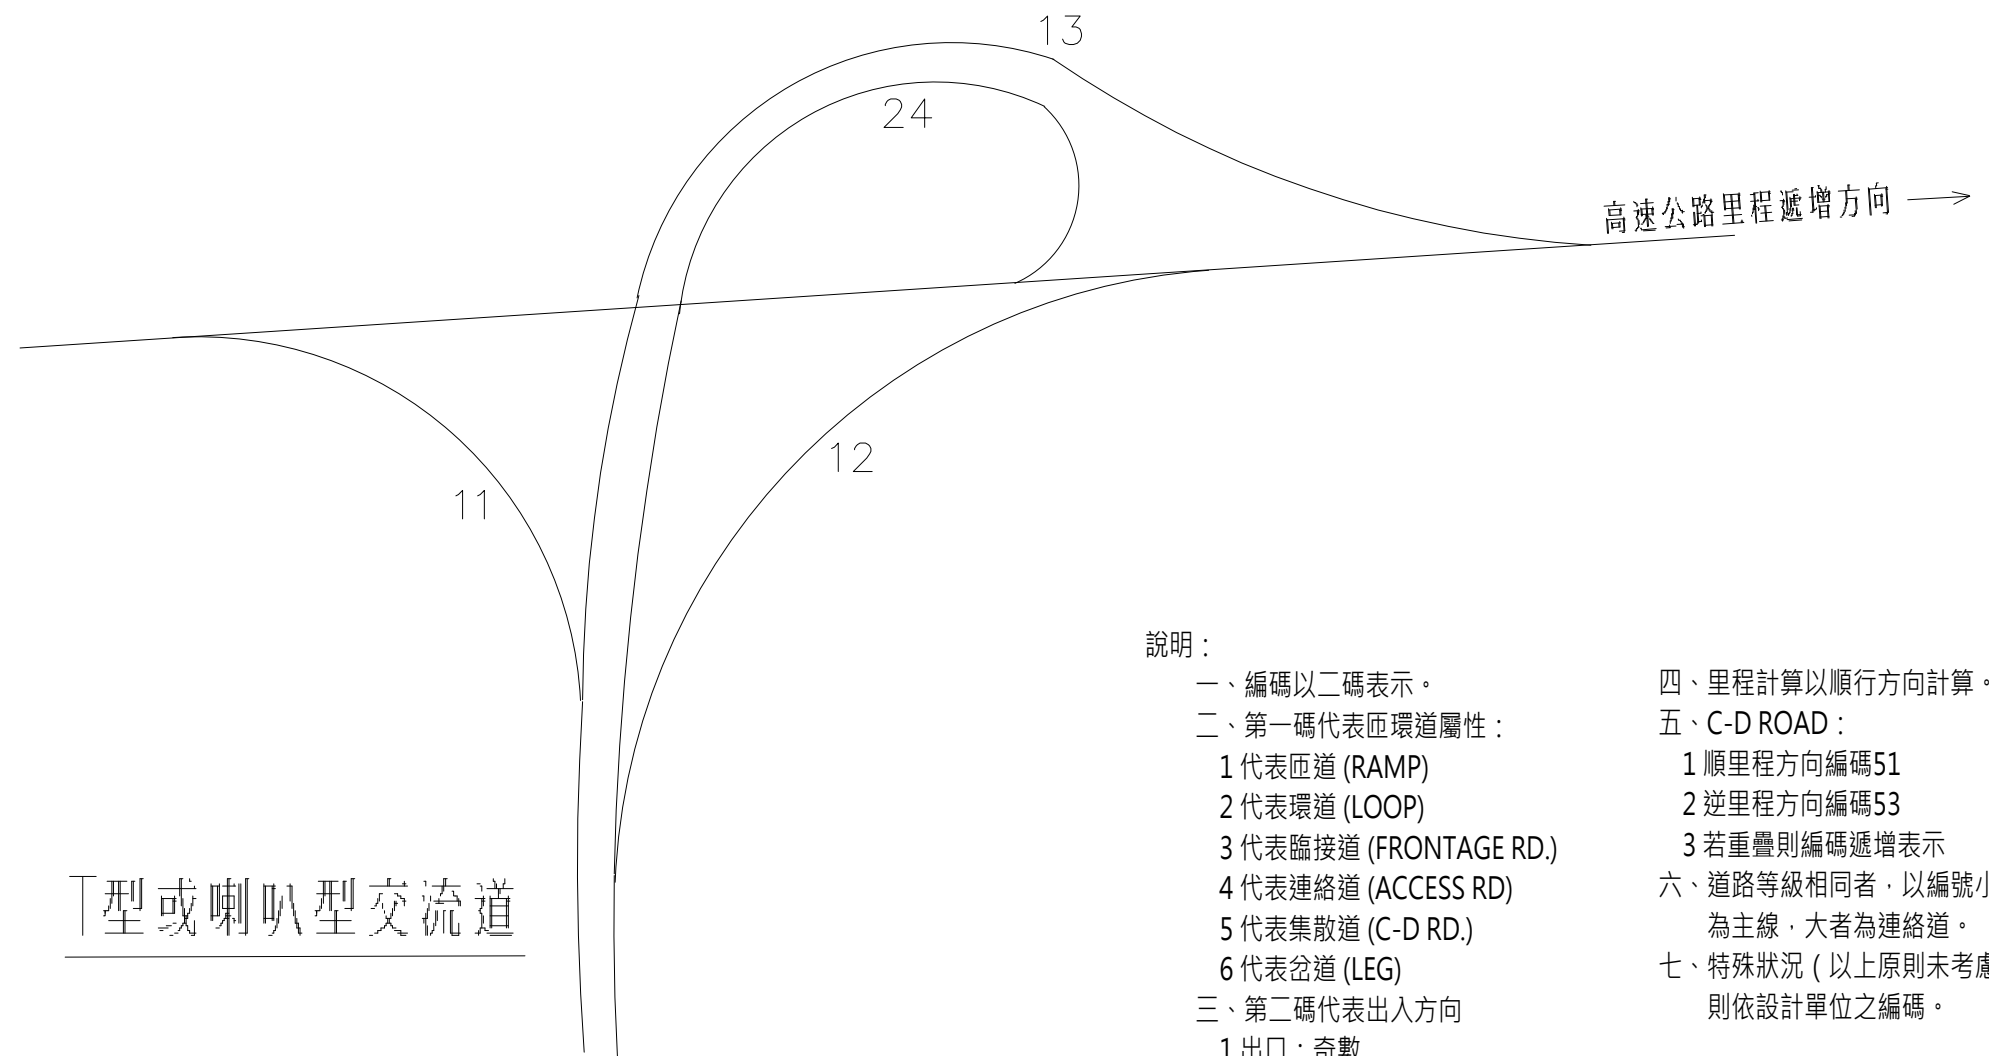 13
24
高速公路里程遞增方向
12
11
T型或喇叭型交流道
說明：
一、編碼以二碼表示。
二、第一碼代表匝環道屬性：
1 代表匝道 (RAMP)
2 代表環道 (LOOP)
3 代表臨接道 (FRONTAGE RD.)
4 代表連絡道 (ACCESS RD)
5 代表集散道 (C-D RD.)
6 代表岔道 (LEG)
三、第二碼代表出入方向
1 出口：奇數
四、里程計算以順行方向計算。
五、C-D ROAD：
1 順里程方向編碼51
2 逆里程方向編碼53
3 若重疊則編碼遞增表示
六、道路等級相同者，以編號小
為主線，大者為連絡道。
七、特殊狀況 ( 以上原則未考慮
則依設計單位之編碼。